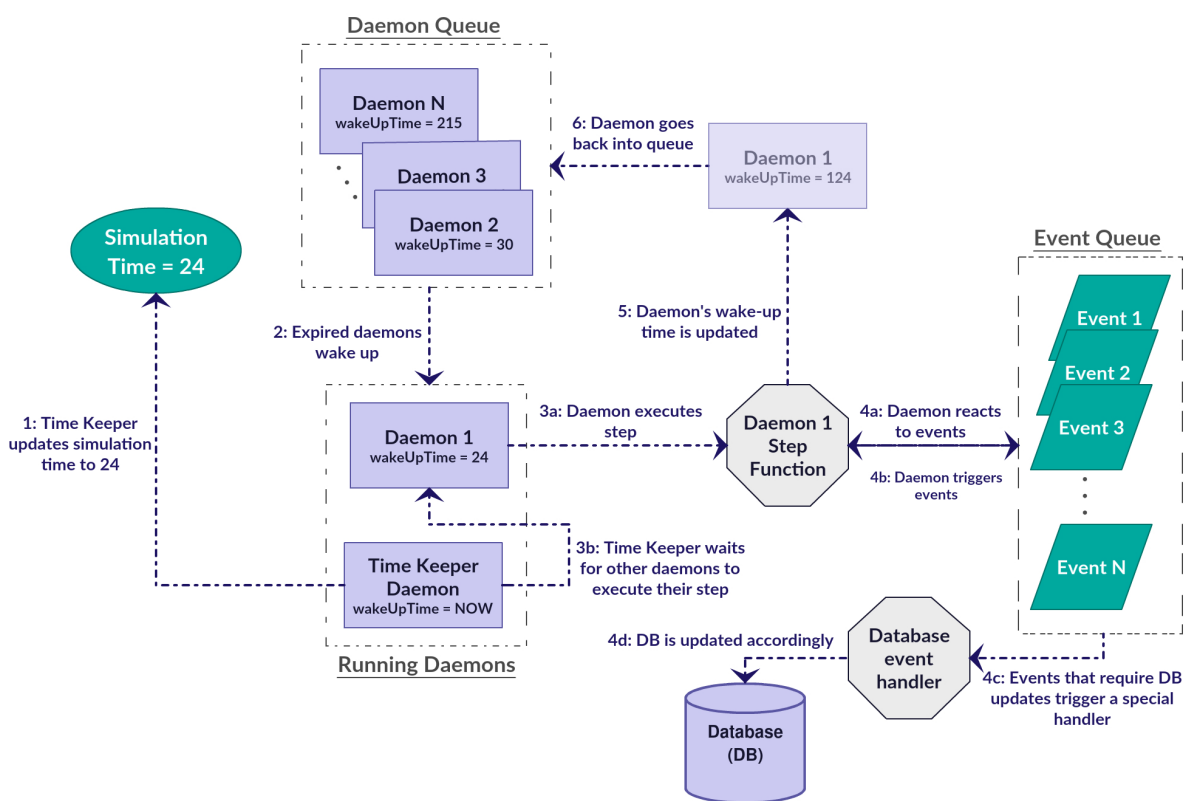 Daemon Queue
Daemon N
wakeUpTime = 215
Daemon 3
Daemon 2
wakeUpTime = 30
6: Daemon goes
back into queue
Daemon 1
wakeUpTime = 124
Simulation
Time = 24
Event Queue
Event 1
Event 2
Event 3
Event N
2: Expired daemons
wake up
5: Daemon's wake-up
time is updated
1: Time Keeper
updates simulation
time to 24
Daemon 1
wakeUpTime = 24
3a: Daemon executes
step
Daemon 1
Step
Function
4a: Daemon reacts
to events
4b: Daemon triggers
events
Time Keeper
Daemon
wakeUpTime = NOW
3b: Time Keeper waits
for other daemons to
execute their step
Running Daemons
4d: DB is updated accordingly
Database
event
handler
4c: Events that require DB
updates trigger a special
handler
Database
(DB)